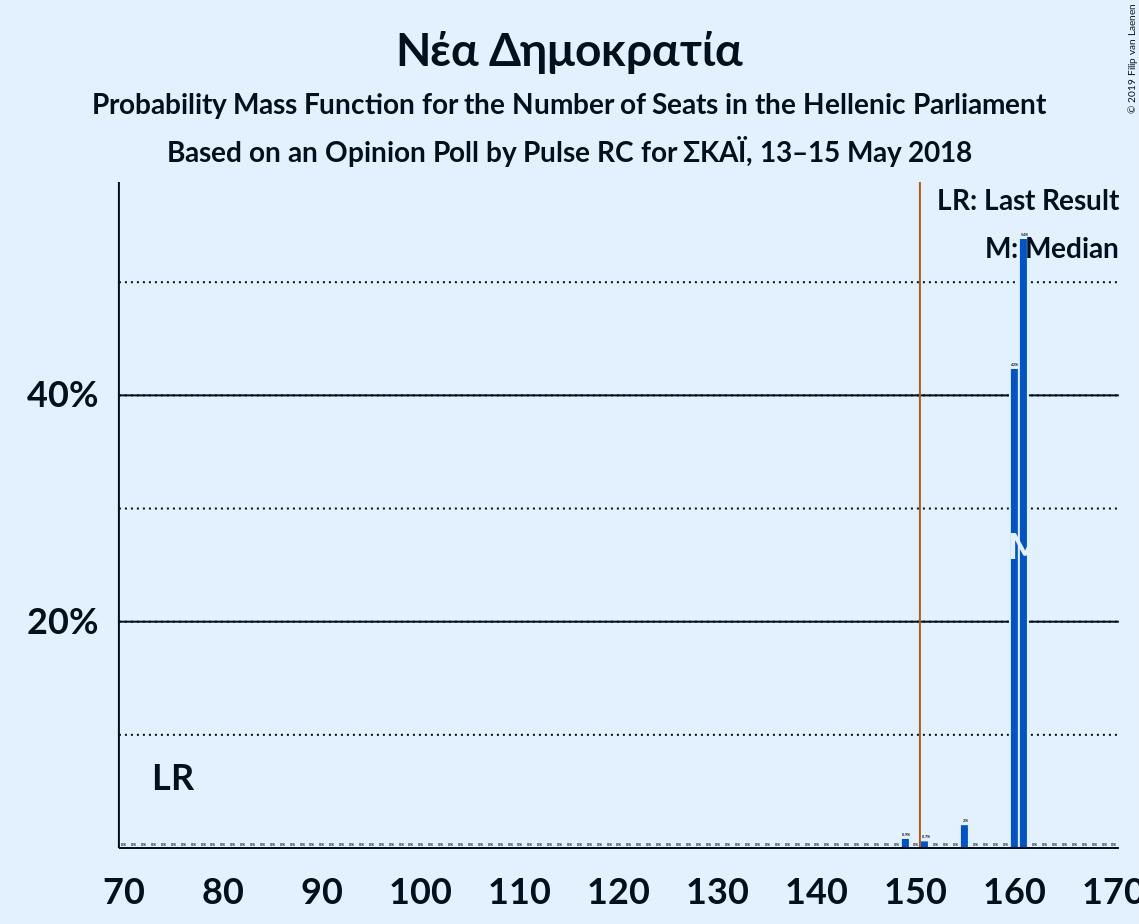 Νέα Δημοκρατία
Probability Mass Function for the Number of Seats in the Hellenic Parliament
Based on an Opinion Poll by Pulse RC for ΣΚΑΪ, 13–15 May 2018
© 2019 Filip van Laenen
LR: Last Result
M: Median
40%
20%
LR
M
70 80 90 100 110 120 130 140 150 160 170